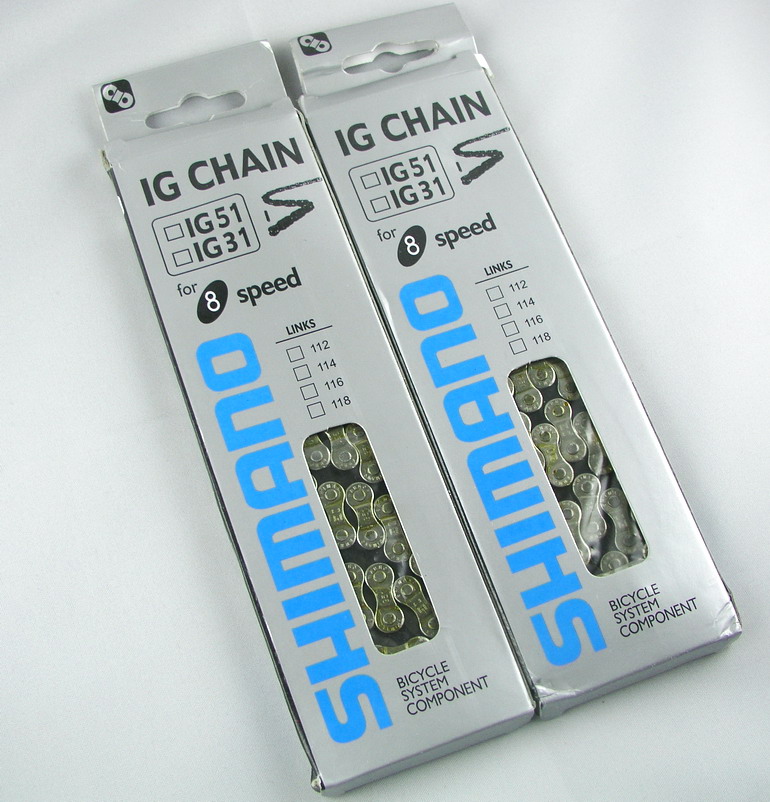 IG CHAIN
IG51
IG31
for 8 speed
LINKS
112
114
116
118
SHIMANO
BICYCLE
SYSTEM
COMPONENT
IG CHAIN
IG51
IG31
for 8 speed
LINKS
112
114
116
118
SHIMANO
BICYCLE
SYSTEM
COMPONENT